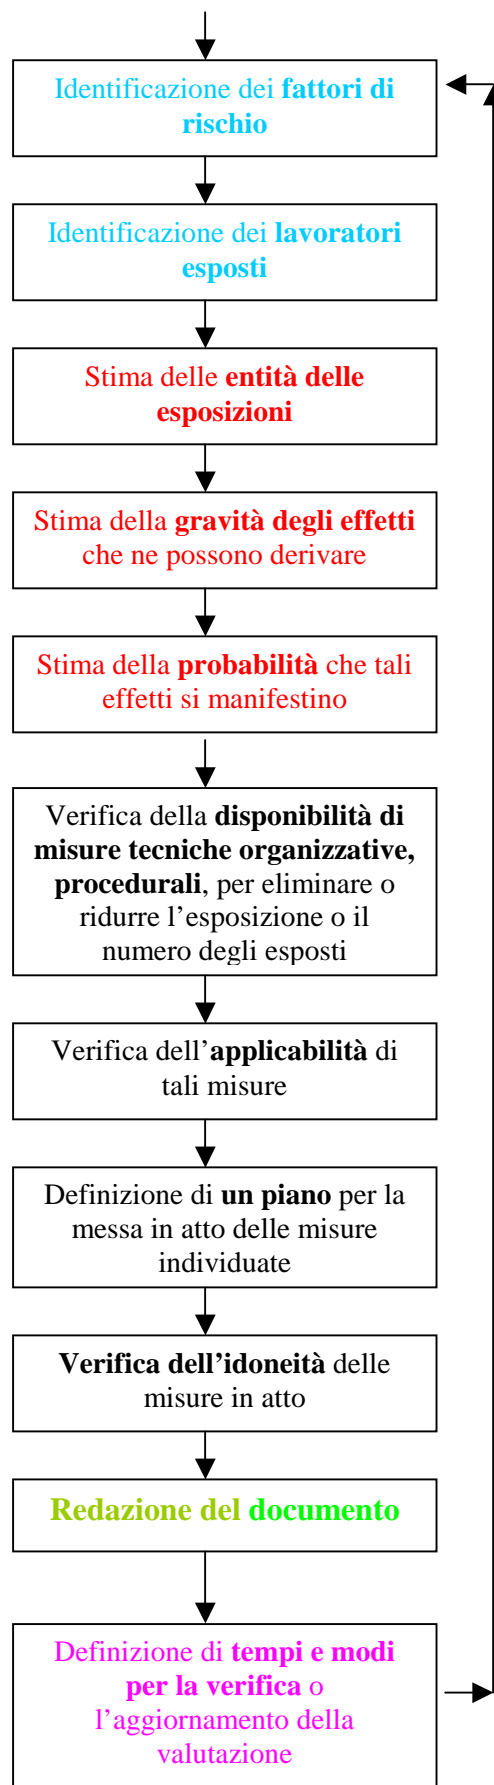 Identificazione dei fattori di
rischio
Identificazione dei lavoratori
esposti
Stima delle entità delle
esposizioni
Stima della gravità degli effetti
che ne possono derivare
Stima della probabilità che tali
effetti si manifestino
Verifica della disponibilità di
misure tecniche organizzative,
procedurali, per eliminare o
ridurre l’esposizione o il
numero degli esposti
Verifica dell’applicabilità di
tali misure
Definizione di un piano per la
messa in atto delle misure
individuate
Verifica dell’idoneità delle
misure in atto
Redazione del documento
Definizione di tempi e modi
per la verifica o
l’aggiornamento della
valutazione